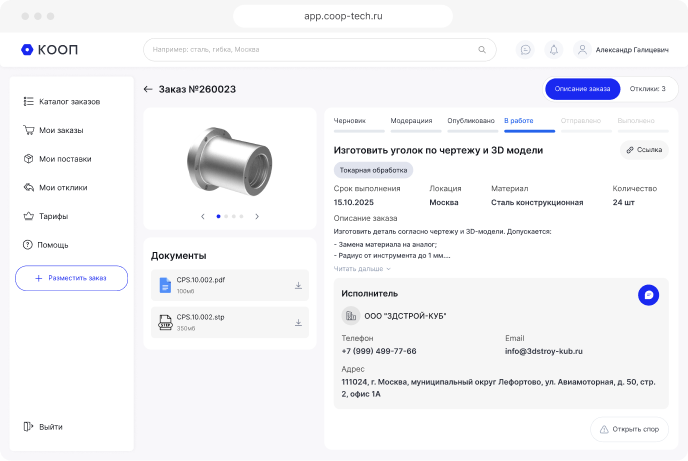 app.coop-tech.ru
КООП
Например: сталь, гибка, Москва
Александр Галицевич
Каталог заказов
Мои заказы
Мои поставки
Мои отклики
Тарифы
Помощь
Разместить заказ
Выйти
Заказ №260023
Описание заказа
Отклики: 3
Документы
CPS.10.002.pdf
100мб
STP
CPS.10.002.stp
350мб
Черновик
Модерация
Опубликовано
В работе
Отправлено
Выполнено
Изготовить уголок по чертежу и 3D модели
Ссылка
Токарная обработка
Срок выполнения
Локация
Материал
Количество
15.10.2025
Москва
Сталь конструкционная
24 шт
Описание заказа
Изготовить деталь согласно чертежу и 3D-модели. Допускается:
- Замена материала на аналог;
- Радиус от инструмента до 1 мм....
Читать дальше
Исполнитель
ООО "3ДСТРОЙ-КУБ"
Телефон
Email
+7 (999) 499-77-66
info@3dstroy-kub.ru
Адрес
111024, г. Москва, муниципальный округ Лефортово, ул. Авиамоторная, д. 50, стр.
2, офис 1А
Открыть спор